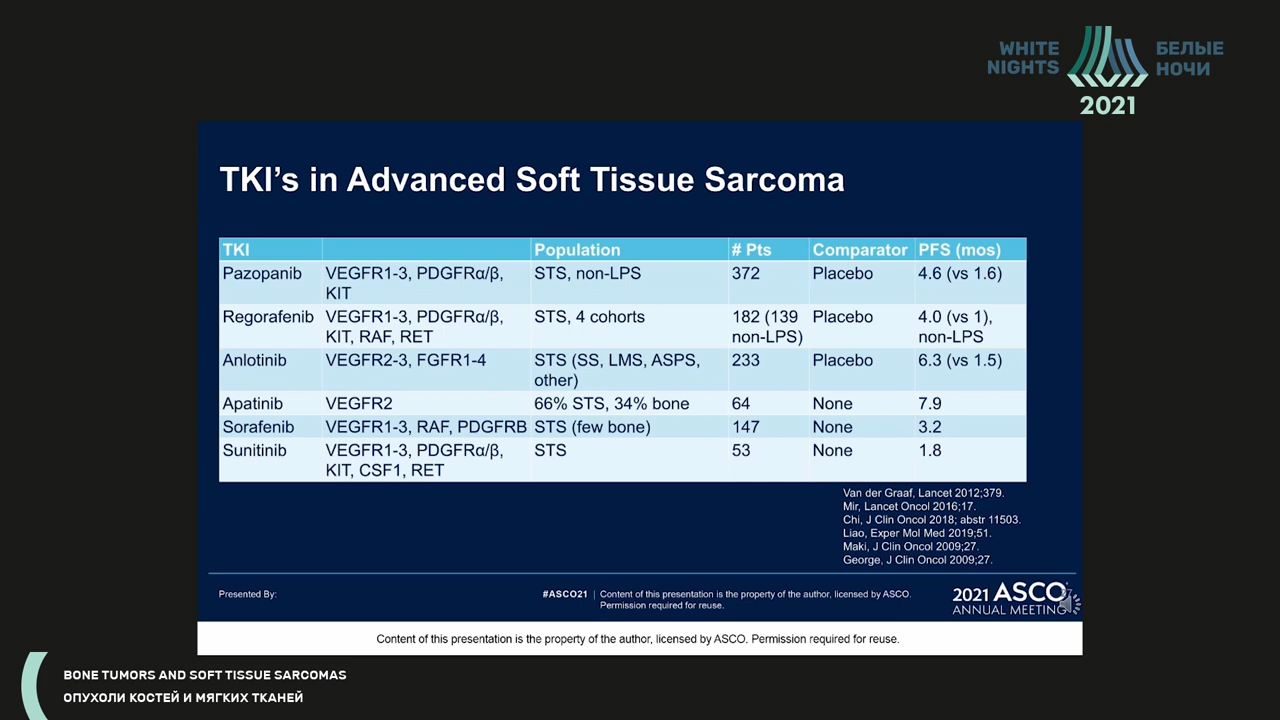 WHITE NIGHTS
БЕЛЫЕ НОЧИ
2021
TKI's in Advanced Soft Tissue Sarcoma
TKI Population # Pts Comparator PFS (mos)
Pazopanib VEGFR1-3, PDGFRα/β, STS, non-LPS 372 Placebo 4.6 (vs 1.6)
KIT
Regorafenib VEGFR1-3, PDGFRα/β, STS, 4 cohorts 182 (139 Placebo 4.0 (vs 1),
KIT, RAF, RET non-LPS) non-LPS
Anlotinib VEGFR2-3, FGFR1-4 STS (SS, LMS, ASPS, 233 Placebo 6.3 (vs 1.5)
other)
Apatinib VEGFR2 66% STS, 34% bone 64 None 7.9
Sorafenib VEGFR1-3, RAF, PDGFRB STS (few bone) 147 None 3.2
Sunitinib VEGFR1-3, PDGFRα/β, STS 53 None 1.8
KIT, CSF1, RET
Van der Graaf, Lancet 2012;379.
Mir, Lancet Oncol 2016;17.
Chi, J Clin Oncol 2018; abstr 11503.
Liao, Exper Mol Med 2019;51.
Maki, J Clin Oncol 2009;27.
George, J Clin Oncol 2009;27.
Presented By:
#ASCO21 | Content of this presentation is the property of the author, licensed by ASCO.
Permission required for reuse.
2021 ASCO
ANNUAL MEETING
Content of this presentation is the property of the author, licensed by ASCO. Permission required for reuse.
BONE TUMORS AND SOFT TISSUE SARCOMAS
ОПУХОЛИ КОСТЕЙ И МЯГКИХ ТКАНЕЙ